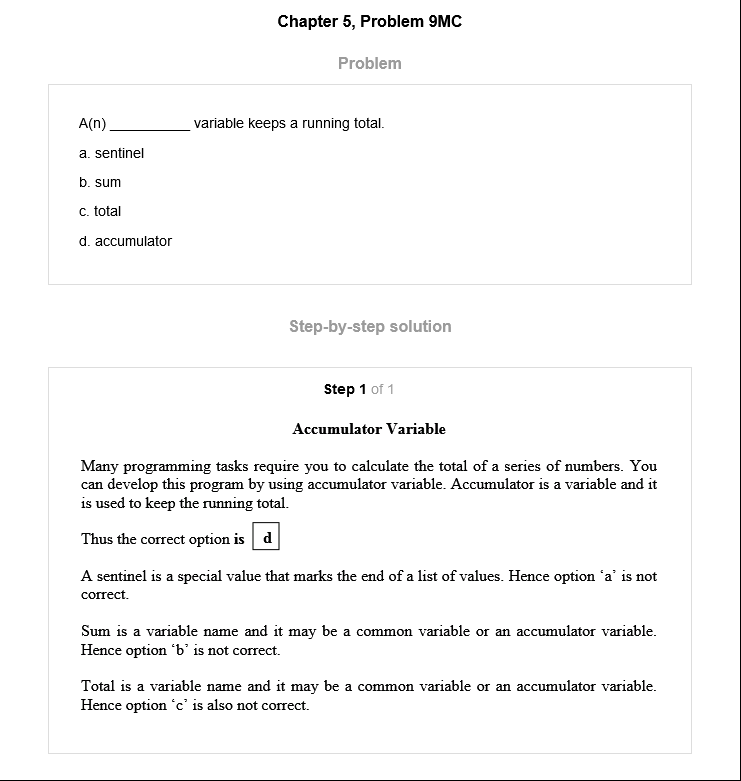 Chapter 5, Problem 9MC
Problem
A(n) __________ variable keeps a running total.
a. sentinel
b. sum
c. total
d. accumulator
Step-by-step solution
Step 1 of 1
Accumulator Variable
Many programming tasks require you to calculate the total of a series of numbers. You
can develop this program by using accumulator variable. Accumulator is a variable and it
is used to keep the running total.
Thus the correct option is d
A sentinel is a special value that marks the end of a list of values. Hence option ‘a’ is not
correct.
Sum is a variable name and it may be a common variable or an accumulator variable.
Hence option ‘b’ is not correct.
Total is a variable name and it may be a common variable or an accumulator variable.
Hence option ‘c’ is also not correct.